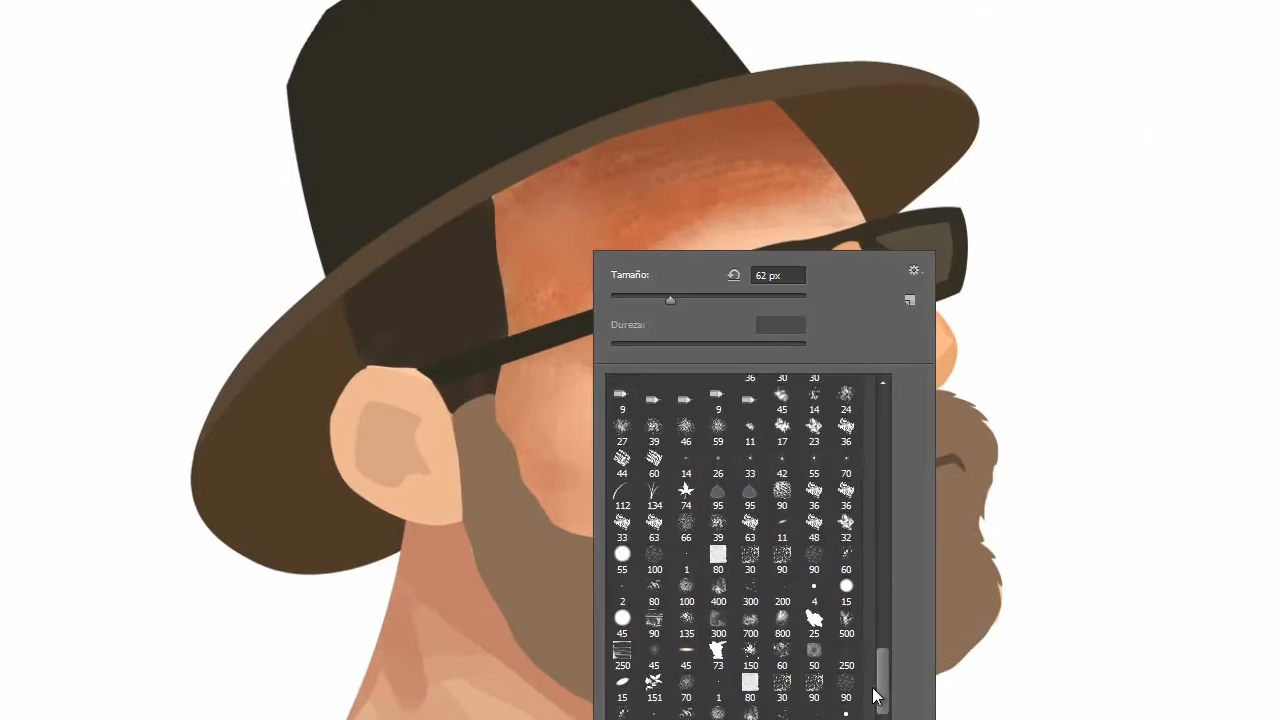 Tamaño: 62 px
Dureza:
36 30 30
9 9 45 14 24
27 39 46 59 11 17 23 36
44 60 14 26 33 42 55 70
112 134 74 95 95 90 36 36
33 63 66 39 63 11 48 32
55 100 1 80 30 90 90 60
2 80 100 400 300 200 4 15
45 90 135 300 700 800 25 500
250 45 45 73 150 60 50 250
15 151 70 1 80 30 90 90